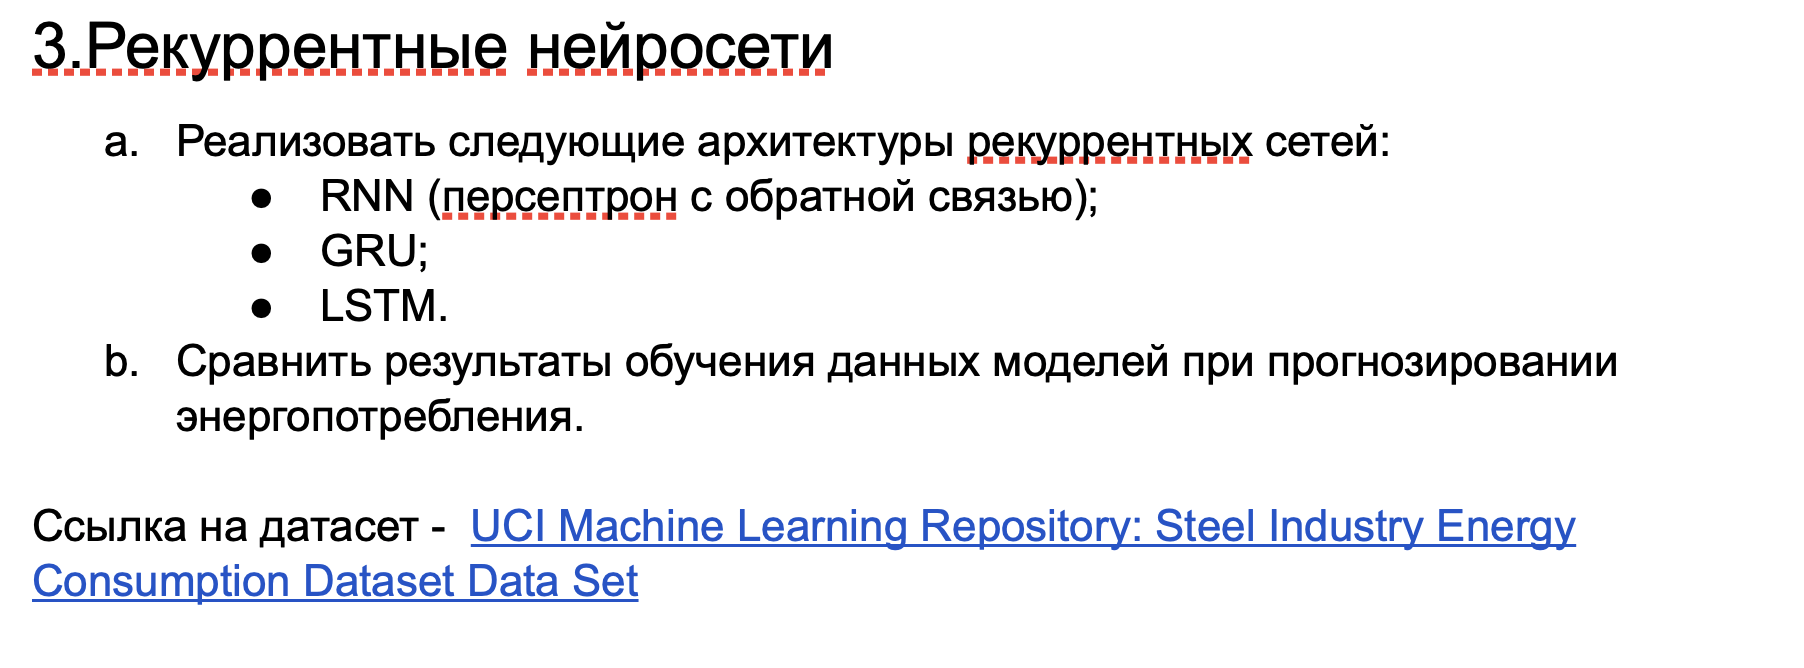 3.Рекуррентные нейросети
a. Реализовать следующие архитектуры рекуррентных сетей:
● RNN (персептрон с обратной связью);
● GRU;
● LSTM.
b. Сравнить результаты обучения данных моделей при прогнозировании
энергопотребления.
Ссылка на датасет - UCI Machine Learning Repository: Steel Industry Energy
Consumption Dataset Data Set